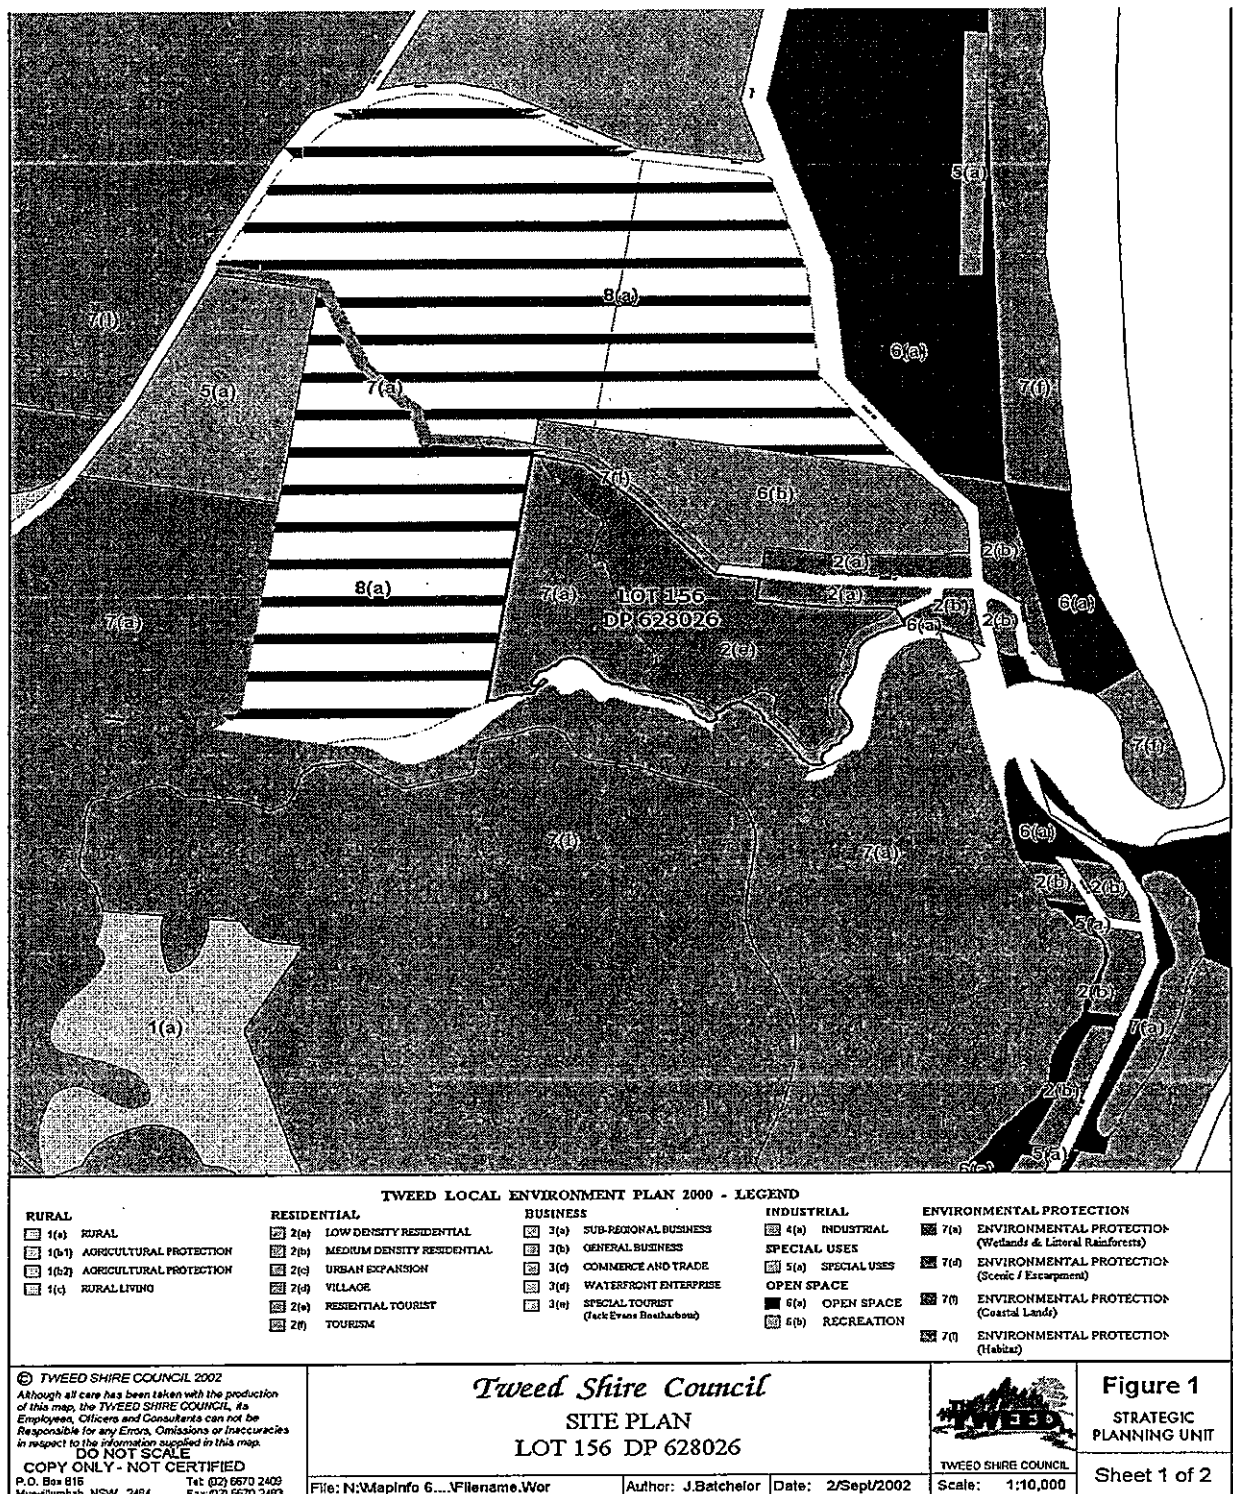 5(a)
8(a)
7(l)
6(a)
5(a)
7(a)
7(f)
7(l)
6(b)
2(b)
2(a)
8(a)
7(a)
LOT 156
2(a)
DP 628026
7(a)
6(a)
2(b)
2(b)
6(a)
2(a)
7(f)
6(a)
7(l)
7(a)
2(b)
2(b)
5(a)
2(b)
1(a)
7(a)
2(b)
5(a)
TWEED LOCAL ENVIRONMENT PLAN 2000 - LEGEND
RURAL
1(a) RURAL
1(b1) AGRICULTURAL PROTECTION
1(b2) AGRICULTURAL PROTECTION
1(c) RURAL LIVING
RESIDENTIAL
2(a) LOW DENSITY RESIDENTIAL
2(b) MEDIUM DENSITY RESIDENTIAL
2(c) URBAN EXPANSION
2(d) VILLAGE
2(e) RESIENTIAL TOURIST
2(f) TOURISM
BUSINESS
3(a) SUB-REGIONAL BUSINESS
3(b) GENERAL BUSINESS
3(c) COMMERCE AND TRADE
3(d) WATERFRONT ENTERPRISE
3(e) SPECIAL TOURIST
(Jack Evans Boatharbour)
INDUSTRIAL
4(a) INDUSTRIAL
SPECIAL USES
5(a) SPECIAL USES
OPEN SPACE
6(a) OPEN SPACE
6(b) RECREATION
ENVIRONMENTAL PROTECTION
7(a) ENVIRONMENTAL PROTECTION
(Wetlands & Littoral Rainforests)
7(d) ENVIRONMENTAL PROTECTION
(Scenic / Escarpment)
7(f) ENVIRONMENTAL PROTECTION
(Coastal Lands)
7(l) ENVIRONMENTAL PROTECTION
(Habitat)
© TWEED SHIRE COUNCIL 2002
Although all care has been taken with the production
of this map, the TWEED SHIRE COUNCIL, its
Employees, Officers and Consultants can not be
Responsible for any Errors, Omissions or Inaccuracies
in respect to the information supplied in this map.
DO NOT SCALE
COPY ONLY - NOT CERTIFIED
P.O. Box 816 Tel: (02) 6670 2409
Murwillumbah, NSW, 2484 Fax: (02) 6670 2483
Tweed Shire Council
SITE PLAN
LOT 156 DP 628026
File: N:\Mapinfo 6....\Filename.Wor
Author: J.Batchelor
Date: 2/Sept/2002
THE TWEED
TWEED SHIRE COUNCIL
Scale: 1:10,000
Figure 1
STRATEGIC
PLANNING UNIT
Sheet 1 of 2